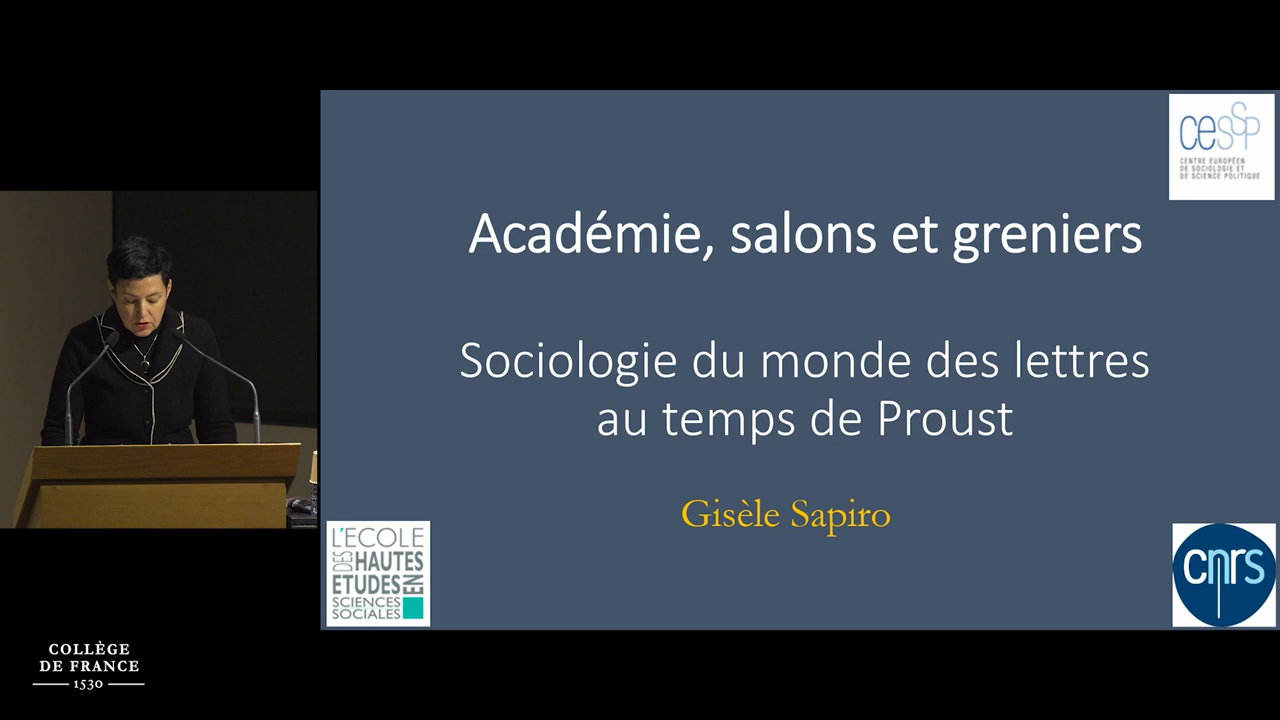 cessp
CENTRE EUROPÉEN
DE SOCIOLOGIE ET
DE SCIENCE POLITIQUE
Académie, salons et greniers
Sociologie du monde des lettres
au temps de Proust
Gisèle Sapiro
L'ECOLE
DES HAUTES
ETUDES EN
SCIENCES
SOCIALES
cnrs
COLLÈGE
DE FRANCE
1530